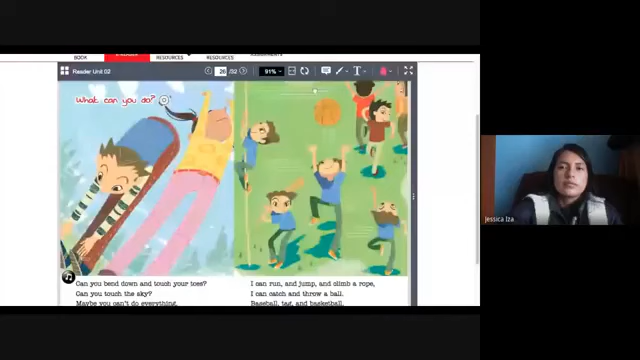 BOOK
RESOURCES
RESOURCES
Reader Unit 02
26 /32
91%
T
What can you do?
Can you bend down and touch your toes?
Can you touch the sky?
Maybe you can't do everything,
I can run, and jump, and climb a rope,
I can catch and throw a ball.
Baseball, tag, and basketball,
Jessica Iza